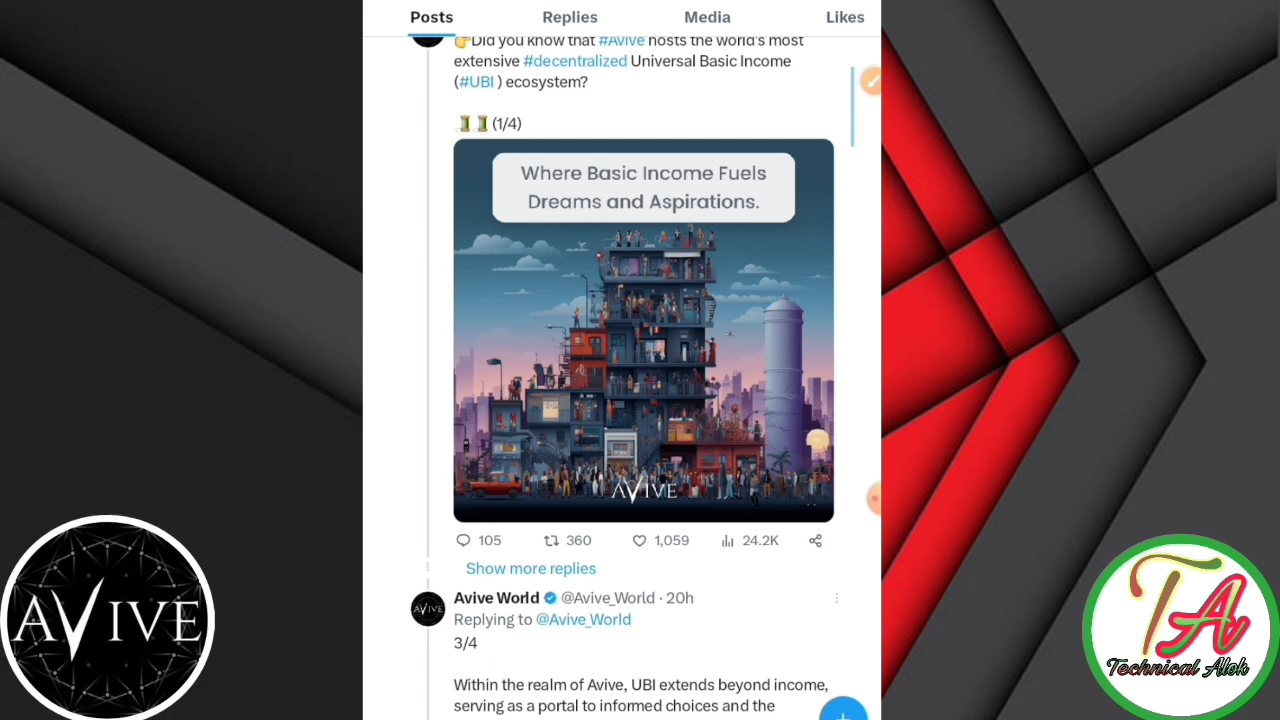 Posts Replies Media Likes
👉Did you know that #Avive hosts the world's most
extensive #decentralized Universal Basic Income
(#UBI ) ecosystem?
🧵🧵 (1/4)
Where Basic Income Fuels
Dreams and Aspirations.
AVIVE
105 360 1,059 24.2K
Show more replies
Avive World @Avive_World · 20h
AVIVE
Replying to @Avive_World
3/4
Within the realm of Avive, UBI extends beyond income,
serving as a portal to informed choices and the
AVIVE
TA
Technical Alok